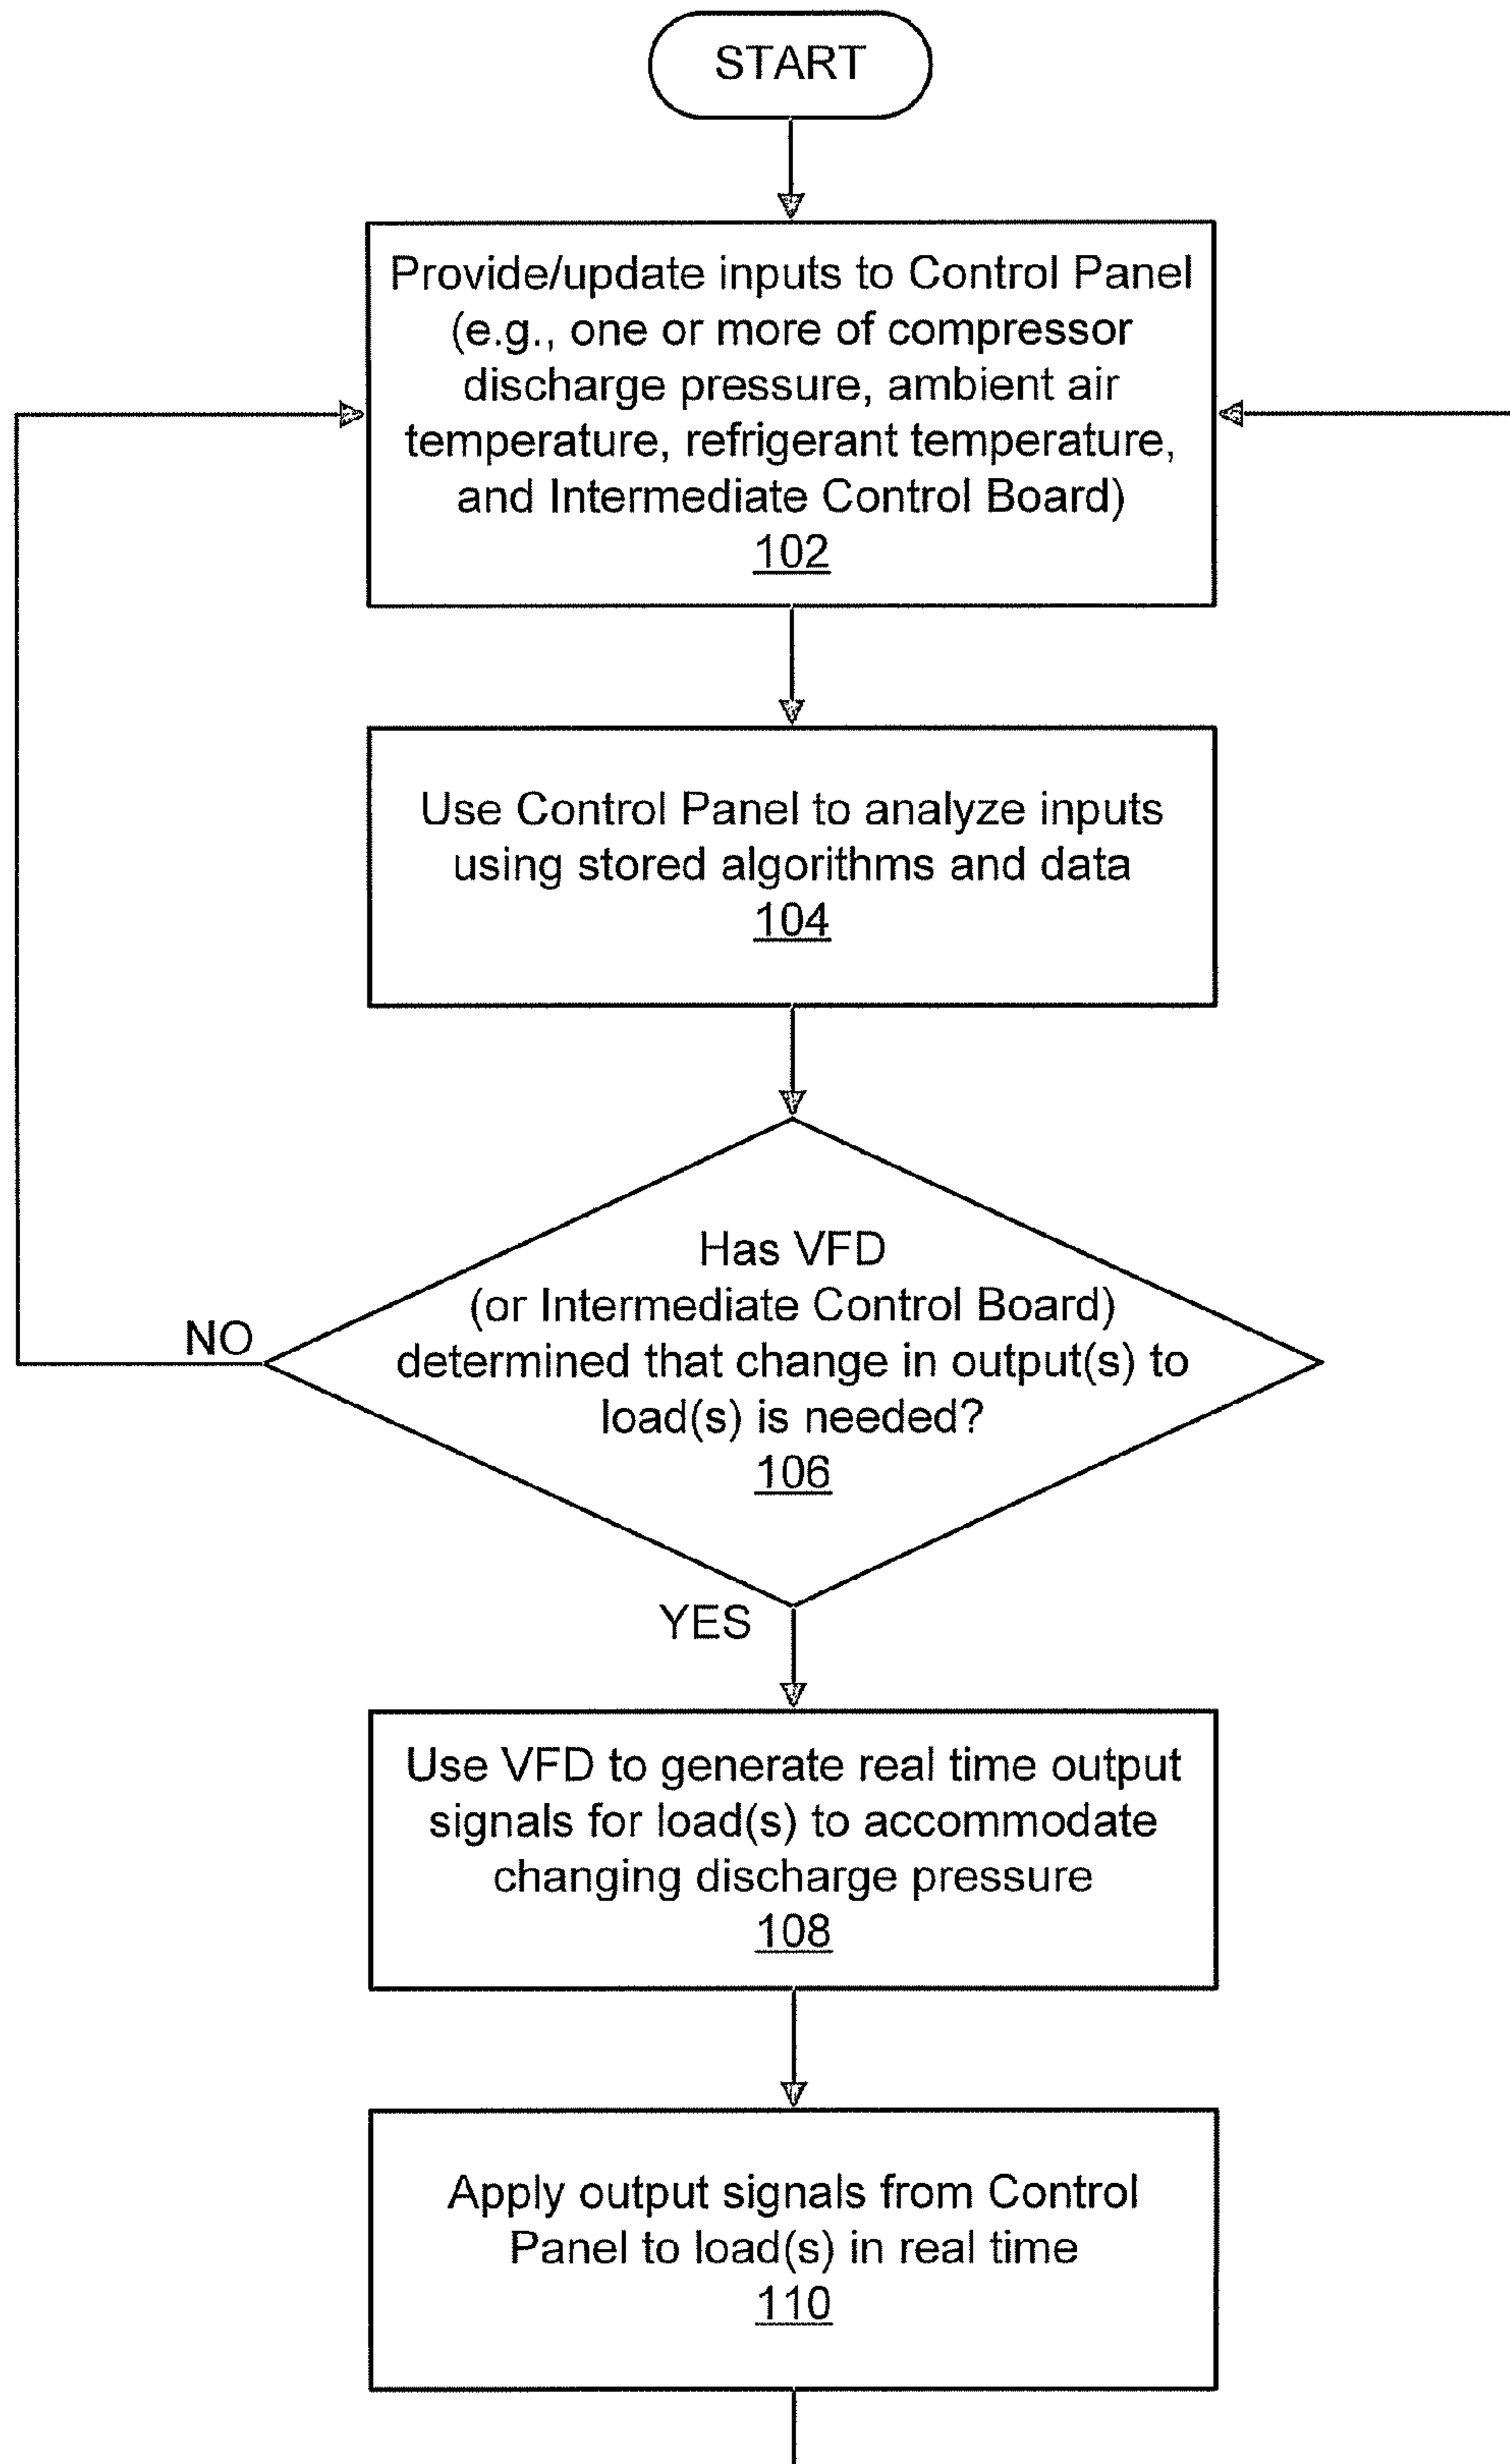 START
Provide/update inputs to Control Panel
(e.g., one or more of compressor
discharge pressure, ambient air
temperature, refrigerant temperature,
and Intermediate Control Board)
102
Use Control Panel to analyze inputs
using stored algorithms and data
104
Has VFD
(or Intermediate Control Board)
determined that change in output(s) to
load(s) is needed?
106
NO
YES
Use VFD to generate real time output
signals for load(s) to accommodate
changing discharge pressure
108
Apply output signals from Control
Panel to load(s) in real time
110